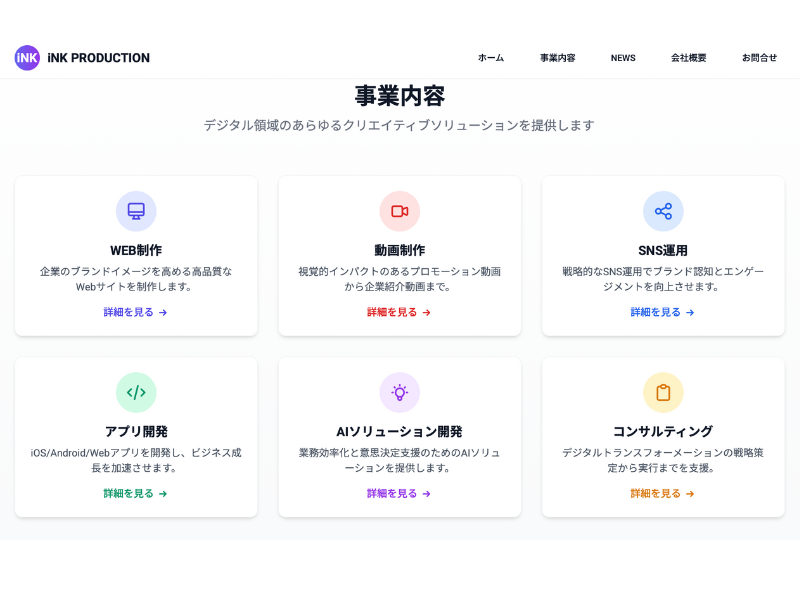 iNK iNK PRODUCTION ホーム 事業内容 NEWS 会社概要 お問合せ
事業内容
デジタル領域のあらゆるクリエイティブソリューションを提供します
WEB制作
企業のブランドイメージを高める高品質な
Webサイトを制作します。
詳細を見る →
動画制作
視覚的インパクトのあるプロモーション動画
から企業紹介動画まで。
詳細を見る →
SNS運用
戦略的なSNS運用でブランド認知とエンゲー
ジメントを向上させます。
詳細を見る →
アプリ開発
iOS/Android/Webアプリを開発し、ビジネス成
長を加速させます。
詳細を見る →
AIソリューション開発
業務効率化と意思決定支援のためのAIソリュ
ーションを提供します。
詳細を見る →
コンサルティング
デジタルトランスフォーメーションの戦略策
定から実行までを支援。
詳細を見る →